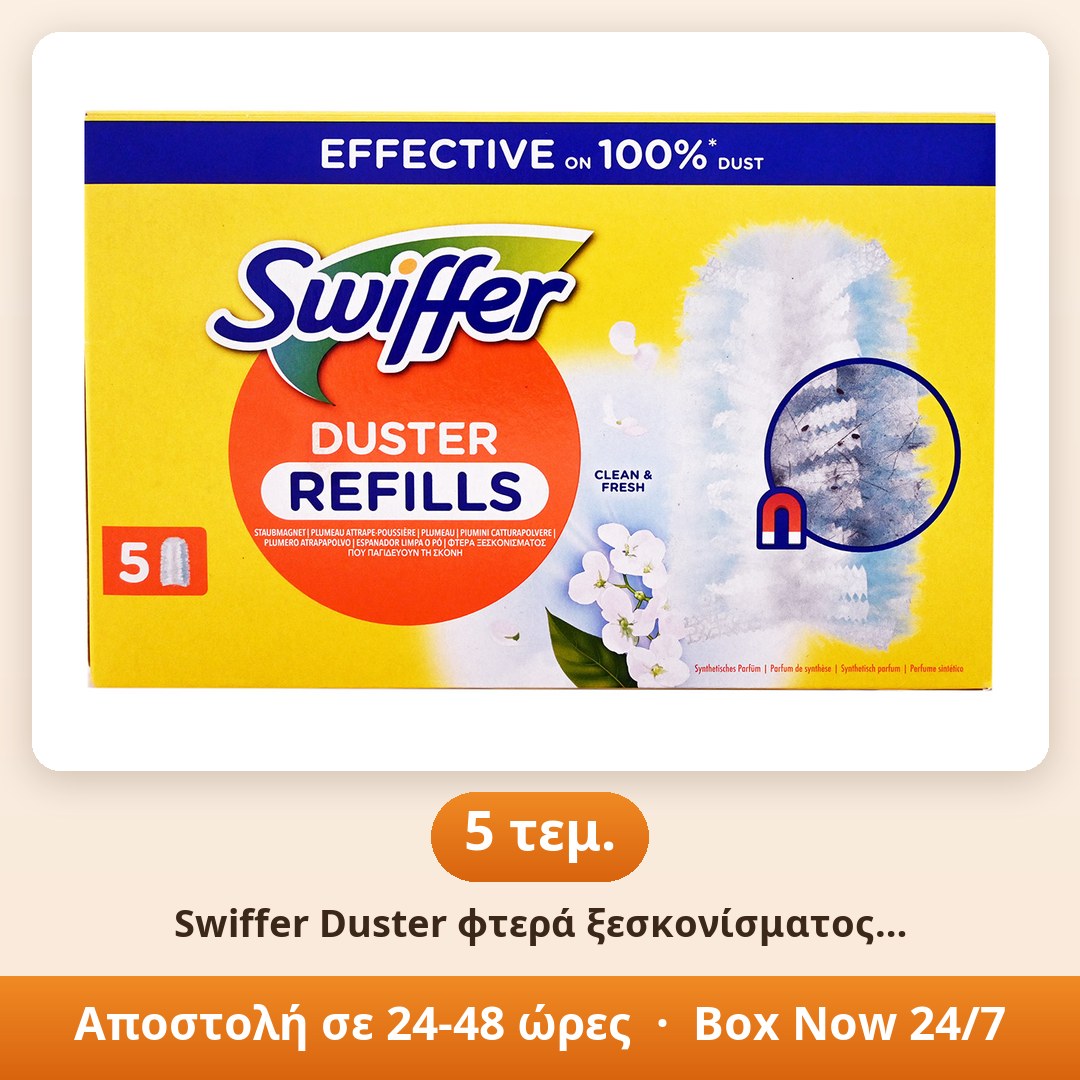 EFFECTIVE ON 100%* DUST
Swiffer
DUSTER
REFILLS
STAUBMAGNET | PLUMEAU ATTRAPE-POUSSIÈRE | PLUMEAU | PIUMINI CATTURAPOLVERE |
PLUMERO ATRAPAPOLVO | ESPANADOR LIMPA O PÓ | ΦΤΕΡΑ ΞΕΣΚΟΝΙΣΜΑΤΟΣ
ΠΟΥ ΠΑΓΙΔΕΥΟΥΝ ΤΗ ΣΚΟΝΗ
CLEAN &
FRESH
5
Synthetisches Parfüm | Parfum de synthèse | Synthetisch parfum | Perfume sintético
5 τεμ.
Swiffer Duster φτερά ξεσκονίσματος...
Αποστολή σε 24-48 ώρες · Box Now 24/7